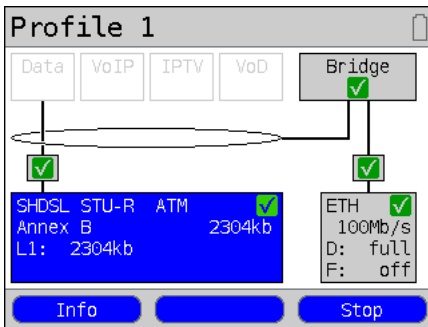 Profile 1
Data VoIP IPTV VoD Bridge
SHDSL STU-R ATM
Annex B 2304kb
L1: 2304kb
ETH
100Mb/s
D: full
F: off
Info Stop